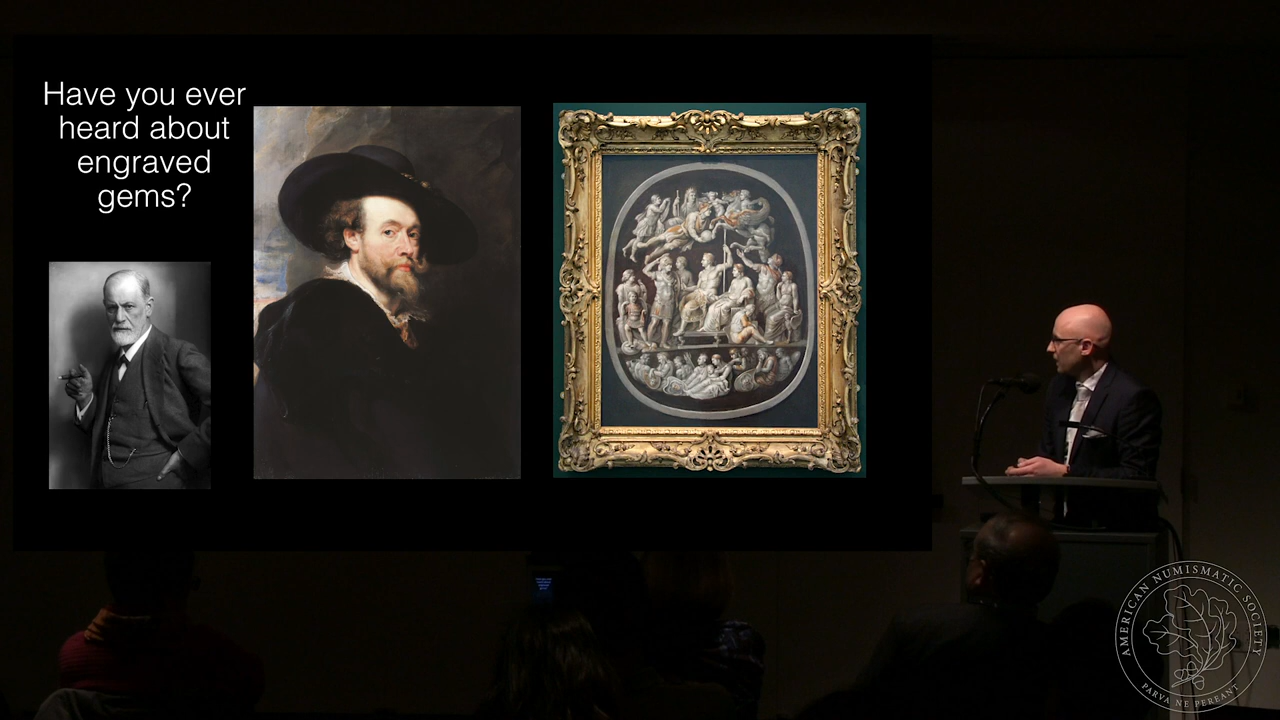 Have you ever
heard about
engraved
gems?
AMERICAN NUMISMATIC SOCIETY
PARVA NE PEREANT